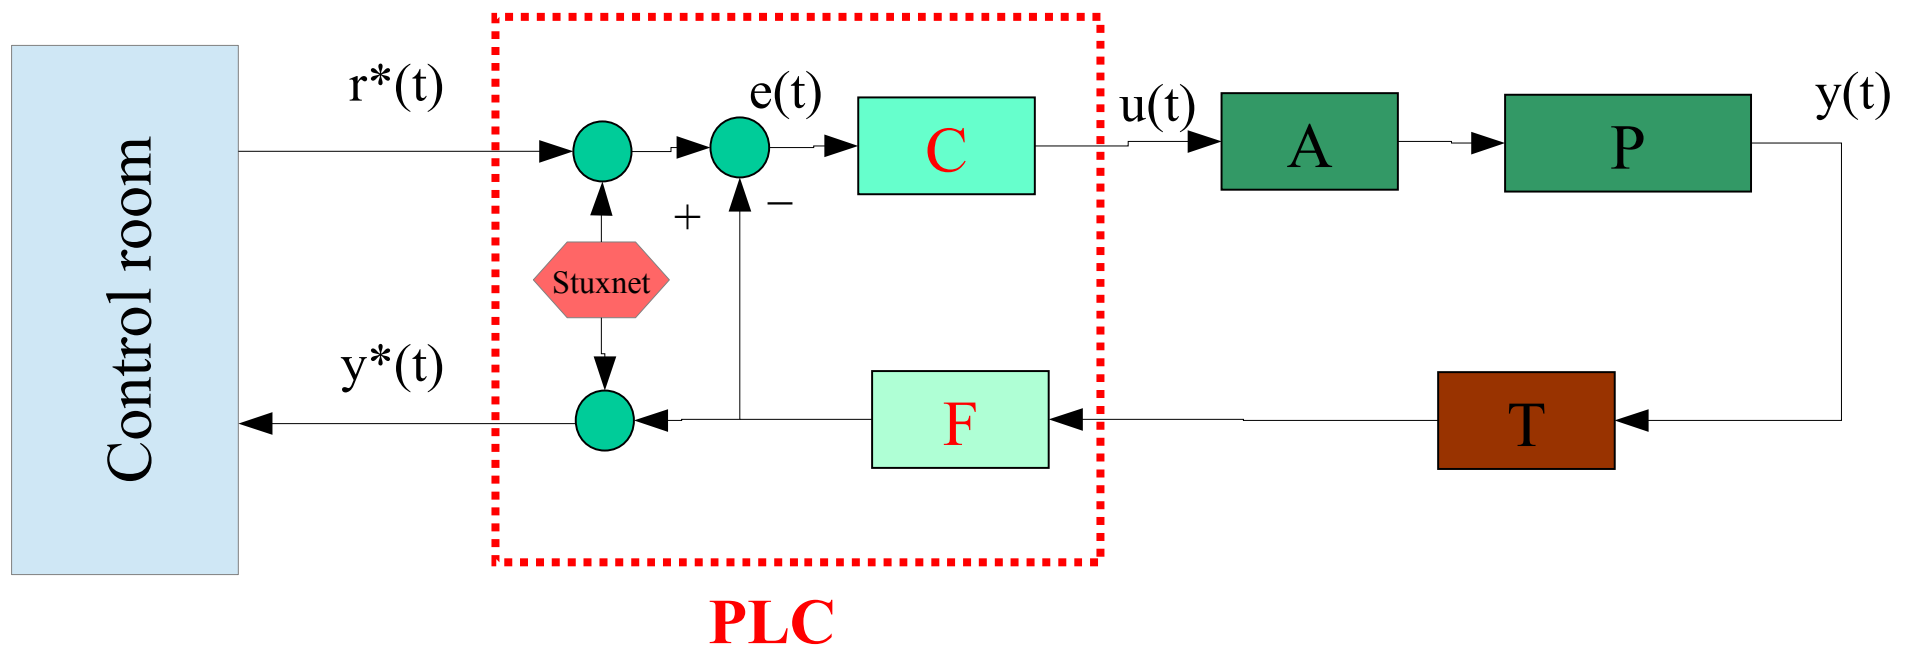 r*(t)
e(t)
C
u(t)
A
P
y(t)
+
−
Stuxnet
Control room
y*(t)
F
T
PLC